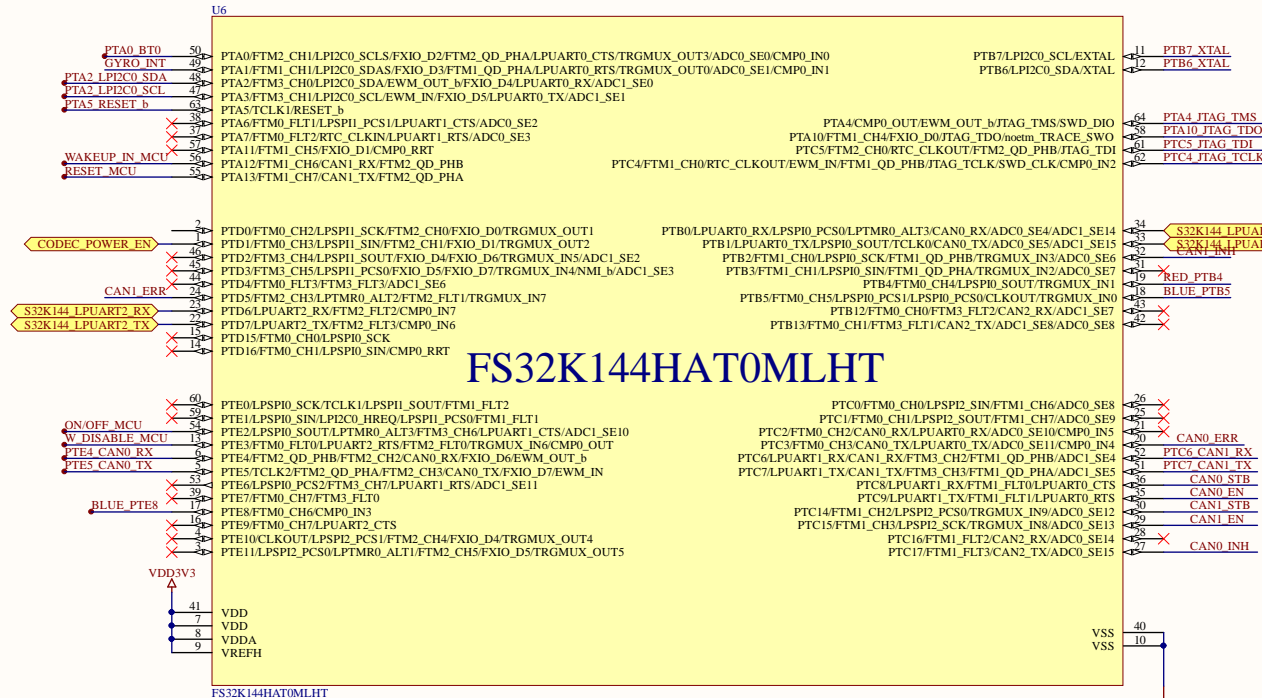 U6
PTA0_BT0 50 PTA0/FTM2_CH1/LPI2C0_SCLS/FXIO_D2/FTM2_QD_PHA/LPUART0_CTS/TRGMUX_OUT3/ADC0_SE0/CMP0_IN0
GYRO_INT 49 PTA1/FTM1_CH1/LPI2C0_SDAS/FXIO_D3/FTM1_QD_PHA/LPUART0_RTS/TRGMUX_OUT0/ADC0_SE1/CMP0_IN1
PTA2_LPI2C0_SDA 48 PTA2/FTM3_CH0/LPI2C0_SDA/EWM_OUT_b/FXIO_D4/LPUART0_RX/ADC1_SE0
PTA2_LPI2C0_SCL 47 PTA3/FTM3_CH1/LPI2C0_SCL/EWM_IN/FXIO_D5/LPUART0_TX/ADC1_SE1
PTA5_RESET_b 63 PTA5/TCLK1/RESET_b
38 PTA6/FTM0_FLT1/LPSPI1_PCS1/LPUART1_CTS/ADC0_SE2
37 PTA7/FTM0_FLT2/RTC_CLKIN/LPUART1_RTS/ADC0_SE3
57 PTA11/FTM1_CH5/FXIO_D1/CMP0_RRT
WAKEUP_IN_MCU 56 PTA12/FTM1_CH6/CAN1_RX/FTM2_QD_PHB
RESET_MCU 55 PTA13/FTM1_CH7/CAN1_TX/FTM2_QD_PHA
PTB7/LPI2C0_SCL/EXTAL 11 PTB7_XTAL
PTB6/LPI2C0_SDA/XTAL 12 PTB6_XTAL
PTA4/CMP0_OUT/EWM_OUT_b/JTAG_TMS/SWD_DIO 64 PTA4_JTAG_TMS
PTA10/FTM1_CH4/FXIO_D0/JTAG_TDO/noetm_TRACE_SWO 58 PTA10_JTAG_TDO
PTC5/FTM2_CH0/RTC_CLKOUT/FTM2_QD_PHB/JTAG_TDI 61 PTC5_JTAG_TDI
PTC4/FTM1_CH0/RTC_CLKOUT/EWM_IN/FTM1_QD_PHB/JTAG_TCLK/SWD_CLK/CMP0_IN2 62 PTC4_JTAG_TCLK
2 PTD0/FTM0_CH2/LPSPI1_SCK/FTM2_CH0/FXIO_D0/TRGMUX_OUT1
CODEC_POWER_EN 1 PTD1/FTM0_CH3/LPSPI1_SIN/FTM2_CH1/FXIO_D1/TRGMUX_OUT2
46 PTD2/FTM3_CH4/LPSPI1_SOUT/FXIO_D4/FXIO_D6/TRGMUX_IN5/ADC1_SE2
45 PTD3/FTM3_CH5/LPSPI1_PCS0/FXIO_D5/FXIO_D7/TRGMUX_IN4/NMI_b/ADC1_SE3
44 PTD4/FTM0_FLT3/FTM3_FLT3/ADC1_SE6
CAN1_ERR 24 PTD5/FTM2_CH3/LPTMR0_ALT2/FTM2_FLT1/TRGMUX_IN7
S32K144_LPUART2_RX 23 PTD6/LPUART2_RX/FTM2_FLT2/CMP0_IN7
S32K144_LPUART2_TX 22 PTD7/LPUART2_TX/FTM2_FLT3/CMP0_IN6
15 PTD15/FTM0_CH0/LPSPI0_SCK
14 PTD16/FTM0_CH1/LPSPI0_SIN/CMP0_RRT
PTB0/LPUART0_RX/LPSPI0_PCS0/LPTMR0_ALT3/CAN0_RX/ADC0_SE4/ADC1_SE14 34 S32K144_LPUA
PTB1/LPUART0_TX/LPSPI0_SOUT/TCLK0/CAN0_TX/ADC0_SE5/ADC1_SE15 33 S32K144_LPUA
PTB2/FTM1_CH0/LPSPI0_SCK/FTM1_QD_PHB/TRGMUX_IN3/ADC0_SE6 32 CAN1_INH
PTB3/FTM1_CH1/LPSPI0_SIN/FTM1_QD_PHA/TRGMUX_IN2/ADC0_SE7 31
PTB4/FTM0_CH4/LPSPI0_SOUT/TRGMUX_IN1 19 RED_PTB4
PTB5/FTM0_CH5/LPSPI0_PCS1/LPSPI0_PCS0/CLKOUT/TRGMUX_IN0 18 BLUE_PTB5
PTB12/FTM0_CH0/FTM3_FLT2/CAN2_RX/ADC1_SE7 43
PTB13/FTM0_CH1/FTM3_FLT1/CAN2_TX/ADC1_SE8/ADC0_SE8 42
FS32K144HAT0MLHT
60 PTE0/LPSPI0_SCK/TCLK1/LPSPI1_SOUT/FTM1_FLT2
59 PTE1/LPSPI0_SIN/LPI2C0_HREQ/LPSPI1_PCS0/FTM1_FLT1
ON/OFF_MCU 54 PTE2/LPSPI0_SOUT/LPTMR0_ALT3/FTM3_CH6/LPUART1_CTS/ADC1_SE10
W_DISABLE_MCU 13 PTE3/FTM0_FLT0/LPUART2_RTS/FTM2_FLT0/TRGMUX_IN6/CMP0_OUT
PTE4_CAN0_RX 6 PTE4/FTM2_QD_PHB/FTM2_CH2/CAN0_RX/FXIO_D6/EWM_OUT_b
PTE5_CAN0_TX 5 PTE5/TCLK2/FTM2_QD_PHA/FTM2_CH3/CAN0_TX/FXIO_D7/EWM_IN
53 PTE6/LPSPI0_PCS2/FTM3_CH7/LPUART1_RTS/ADC1_SE11
39 PTE7/FTM0_CH7/FTM3_FLT0
BLUE_PTE8 17 PTE8/FTM0_CH6/CMP0_IN3
16 PTE9/FTM0_CH7/LPUART2_CTS
4 PTE10/CLKOUT/LPSPI2_PCS1/FTM2_CH4/FXIO_D4/TRGMUX_OUT4
3 PTE11/LPSPI2_PCS0/LPTMR0_ALT1/FTM2_CH5/FXIO_D5/TRGMUX_OUT5
PTC0/FTM0_CH0/LPSPI2_SIN/FTM1_CH6/ADC0_SE8 26
PTC1/FTM0_CH1/LPSPI2_SOUT/FTM1_CH7/ADC0_SE9 25
PTC2/FTM0_CH2/CAN0_RX/LPUART0_RX/ADC0_SE10/CMP0_IN5 21
PTC3/FTM0_CH3/CAN0_TX/LPUART0_TX/ADC0_SE11/CMP0_IN4 20 CAN0_ERR
PTC6/LPUART1_RX/CAN1_RX/FTM3_CH2/FTM1_QD_PHB/ADC1_SE4 52 PTC6_CAN1_RX
PTC7/LPUART1_TX/CAN1_TX/FTM3_CH3/FTM1_QD_PHA/ADC1_SE5 51 PTC7_CAN1_TX
PTC8/LPUART1_RX/FTM1_FLT0/LPUART0_CTS 36 CAN0_STB
PTC9/LPUART1_TX/FTM1_FLT1/LPUART0_RTS 35 CAN0_EN
PTC14/FTM1_CH2/LPSPI2_PCS0/TRGMUX_IN9/ADC0_SE12 30 CAN1_STB
PTC15/FTM1_CH3/LPSPI2_SCK/TRGMUX_IN8/ADC0_SE13 29 CAN1_EN
PTC16/FTM1_FLT2/CAN2_RX/ADC0_SE14 28
PTC17/FTM1_FLT3/CAN2_TX/ADC0_SE15 27 CAN0_INH
VDD3V3
41 VDD
7 VDD
8 VDDA
9 VREFH
VSS 40
VSS 10
FS32K144HAT0MLHT